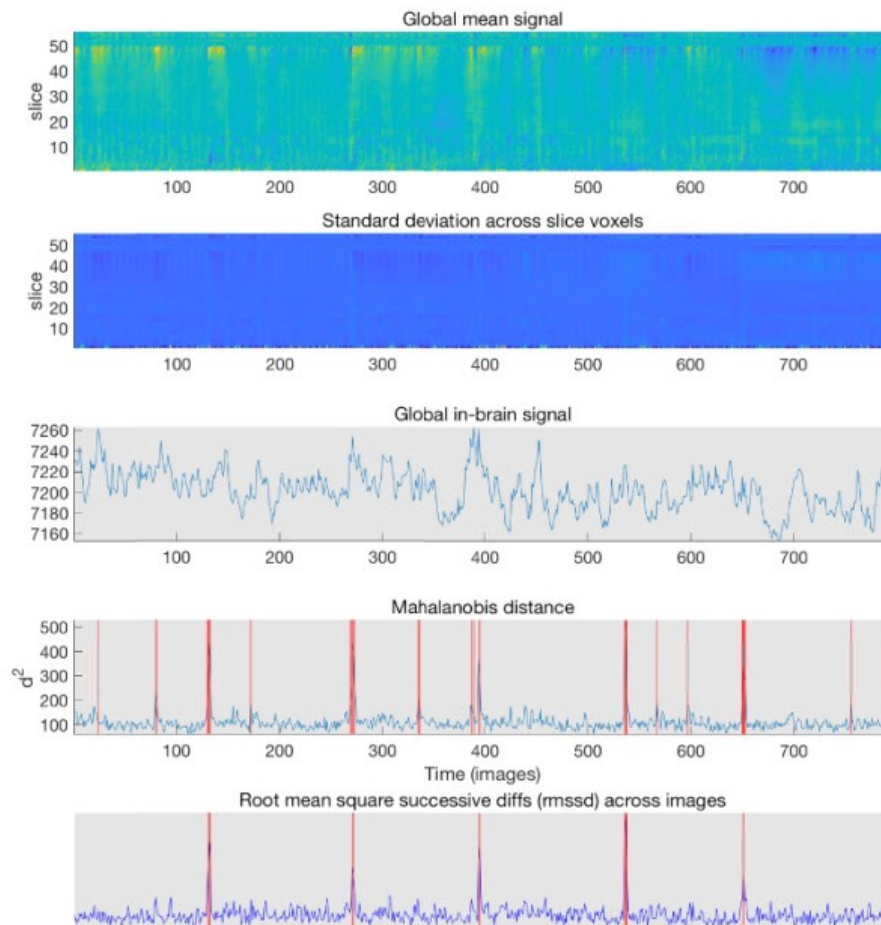 Global mean signal
50
40
30
20
10
slice
100 200 300 400 500 600 700
Standard deviation across slice voxels
50
40
30
20
10
slice
100 200 300 400 500 600 700
Global in-brain signal
7260
7240
7220
7200
7180
7160
100 200 300 400 500 600 700
Mahalanobis distance
500
400
300
200
100
d²
100 200 300 400 500 600 700
Time (images)
Root mean square successive diffs (rmssd) across images